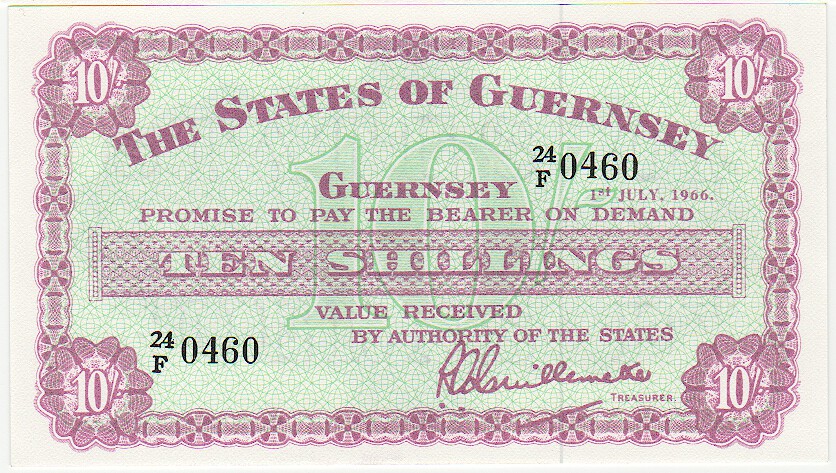 10/- 10/-
THE STATES OF GUERNSEY
10/-
24/F 0460
GUERNSEY 1st JULY, 1966.
PROMISE TO PAY THE BEARER ON DEMAND
TEN SHILLINGS
VALUE RECEIVED
BY AUTHORITY OF THE STATES
24/F 0460
TREASURER.
10/- 10/-